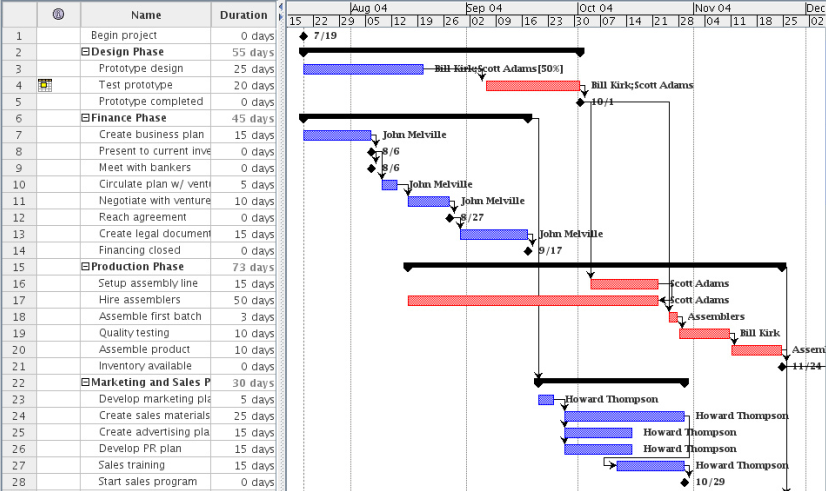 Aug 04 Sep 04 Oct 04 Nov 04 Dec
Name Duration 15 22 29 05 12 19 26 02 09 16 23 30 07 14 21 28 04 11 18 25 02
1 Begin project 0 days 7/19
2 Design Phase 55 days
3 Prototype design 25 days Bill Kirk;Scott Adams[50%]
4 Test prototype 20 days Bill Kirk;Scott Adams
5 Prototype completed 0 days 10/1
6 Finance Phase 45 days
7 Create business plan 15 days John Melville
8 Present to current inve 0 days 8/6
9 Meet with bankers 0 days 8/6
10 Circulate plan w/ vent 5 days John Melville
11 Negotiate with venture 10 days John Melville
12 Reach agreement 0 days 8/27
13 Create legal document 15 days John Melville
14 Financing closed 0 days 9/17
15 Production Phase 73 days
16 Setup assembly line 15 days Scott Adams
17 Hire assemblers 50 days Scott Adams
18 Assemble first batch 3 days Assemblers
19 Quality testing 10 days Bill Kirk
20 Assemble product 10 days Assem
21 Inventory available 0 days 11/24
22 Marketing and Sales P 30 days
23 Develop marketing pla 5 days Howard Thompson
24 Create sales materials 25 days Howard Thompson
25 Create advertising pla 15 days Howard Thompson
26 Develop PR plan 15 days Howard Thompson
27 Sales training 15 days Howard Thompson
28 Start sales program 0 days 10/29